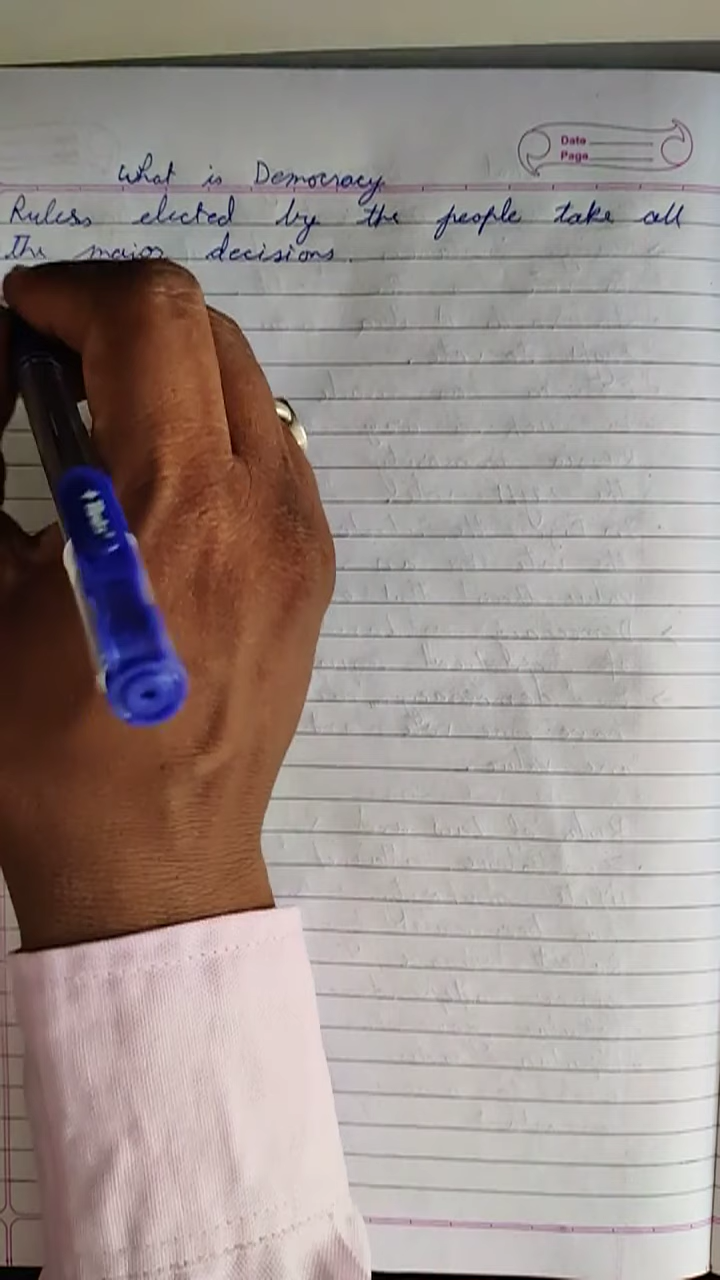 Date
Page
What is Democracy
Rulers elected by the people take all
the major decisions.